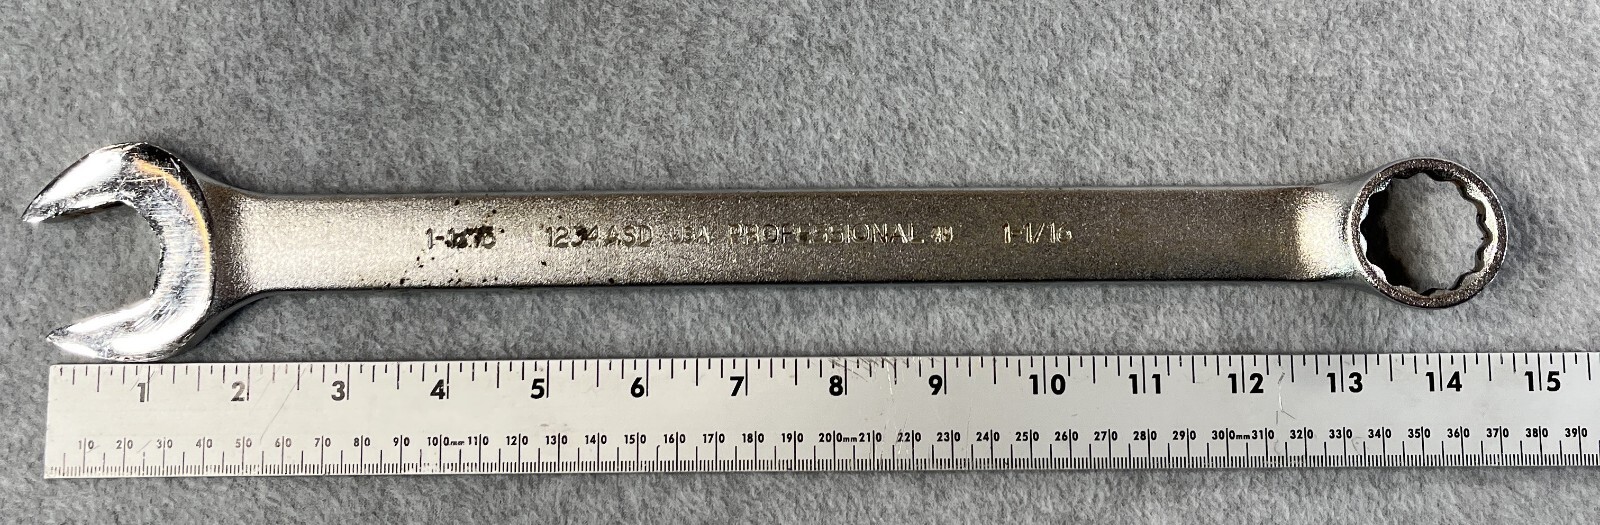 1-1/16 1234ASD USA PROFESSIONAL 1-1/16
1 2 3 4 5 6 7 8 9 10 11 12 13 14 15
10 20 30 40 50 60 70 80 90 100mm 110 120 130 140 150 160 170 180 190 200mm 210 220 230 240 250 260 270 280 290 300mm 310 320 330 340 350 360 370 380 390